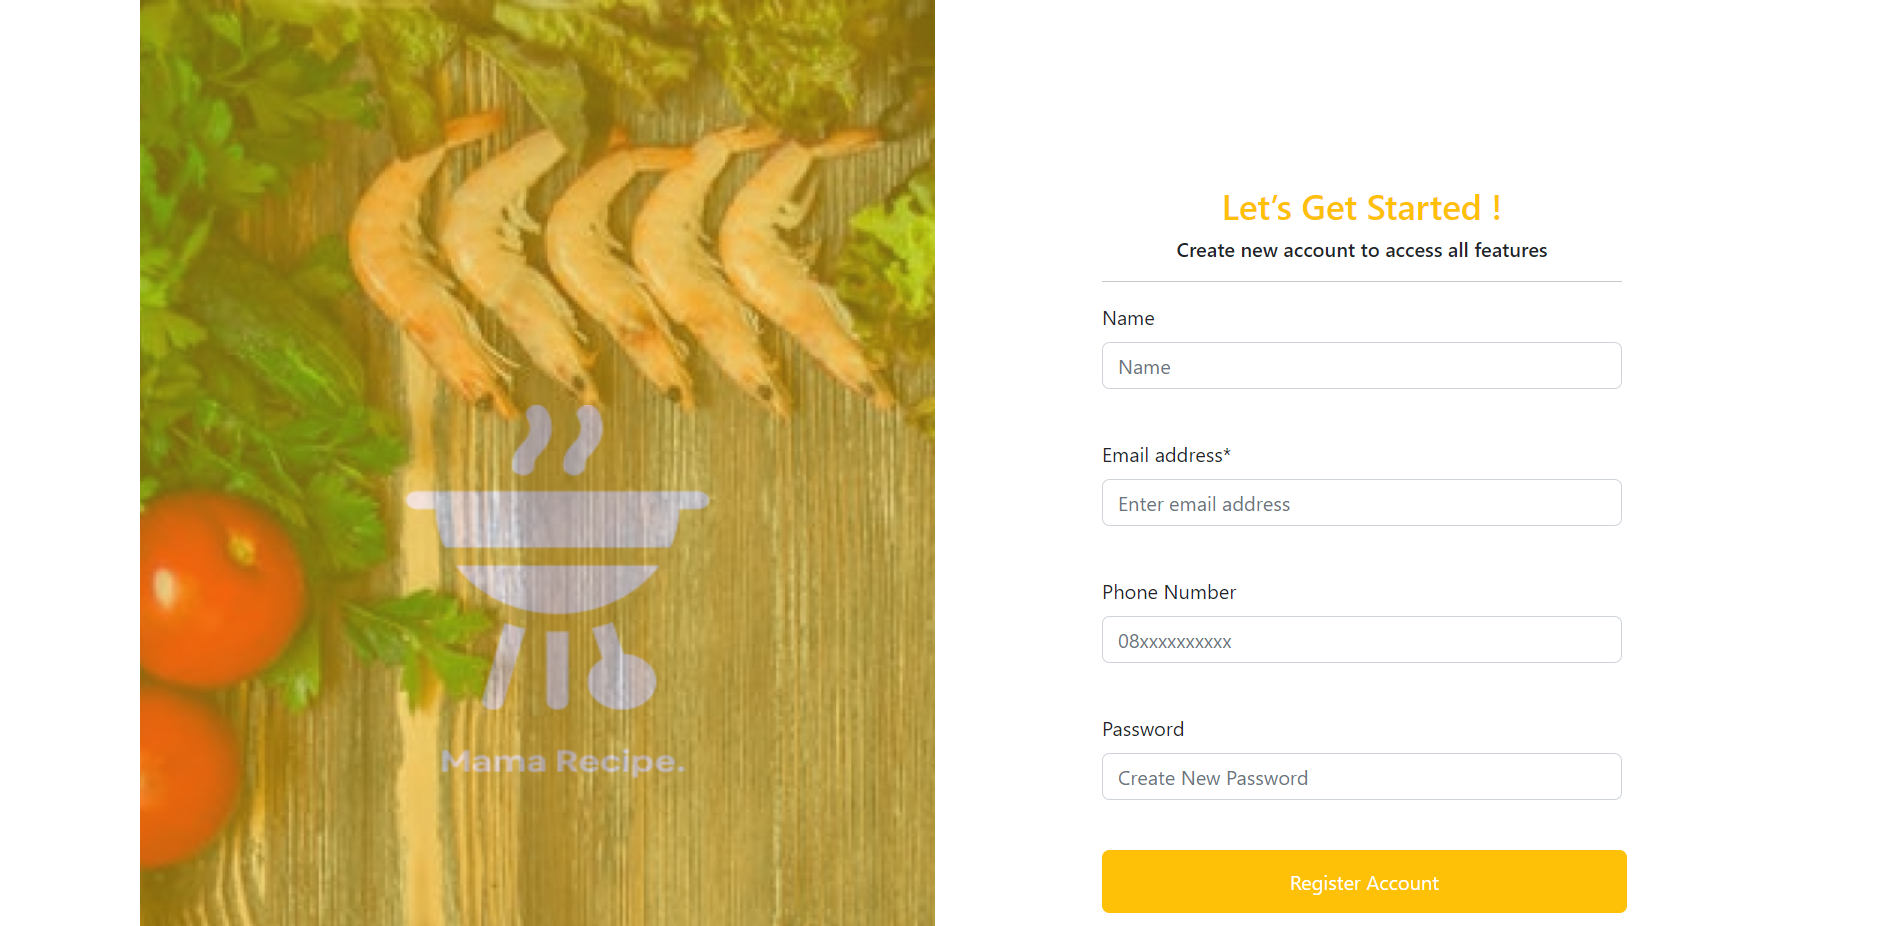 Mama Recipe.
Let's Get Started !
Create new account to access all features
Name
Name
Email address*
Enter email address
Phone Number
08xxxxxxxxxx
Password
Create New Password
Register Account